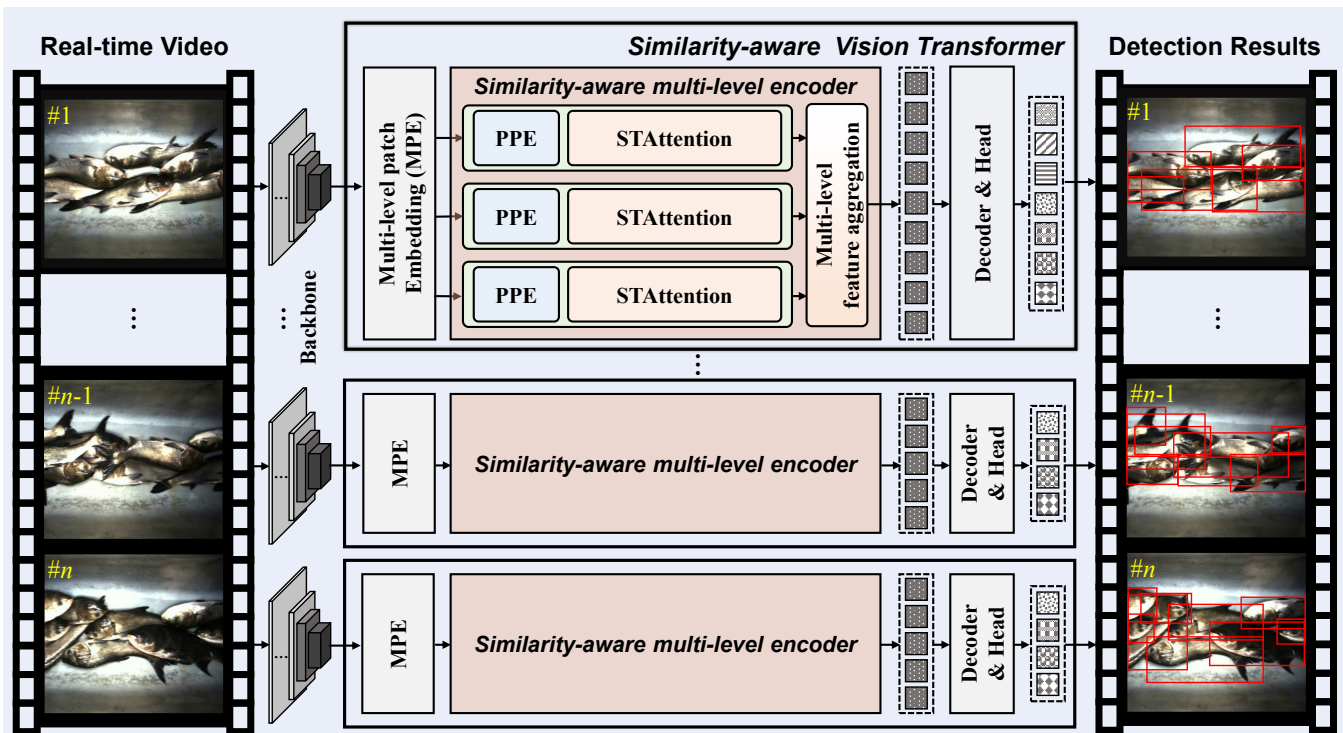 Real-time Video
Similarity-aware Vision Transformer
Detection Results
#1
...
Backbone
...
Multi-level patch
Embedding (MPE)
Similarity-aware multi-level encoder
PPE
STAttention
PPE
STAttention
PPE
STAttention
Multi-level
feature aggregation
Decoder & Head
#1
...
...
...
#n-1
...
MPE
Similarity-aware multi-level encoder
Decoder
& Head
#n-1
#n
...
MPE
Similarity-aware multi-level encoder
Decoder
& Head
#n